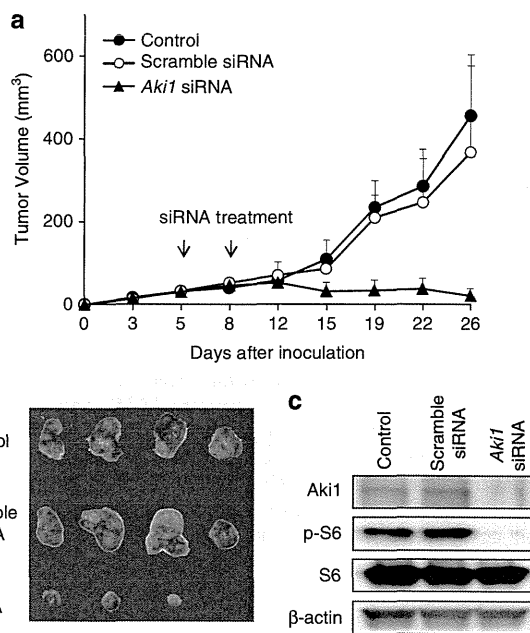 a
Control
Scramble siRNA
Aki1 siRNA
Tumor Volume (mm³)
600
400
200
0
siRNA treatment
0 3 5 8 12 15 19 22 26
Days after inoculation
c
Control
Scramble
siRNA
Aki1
siRNA
Aki1
p-S6
S6
β-actin